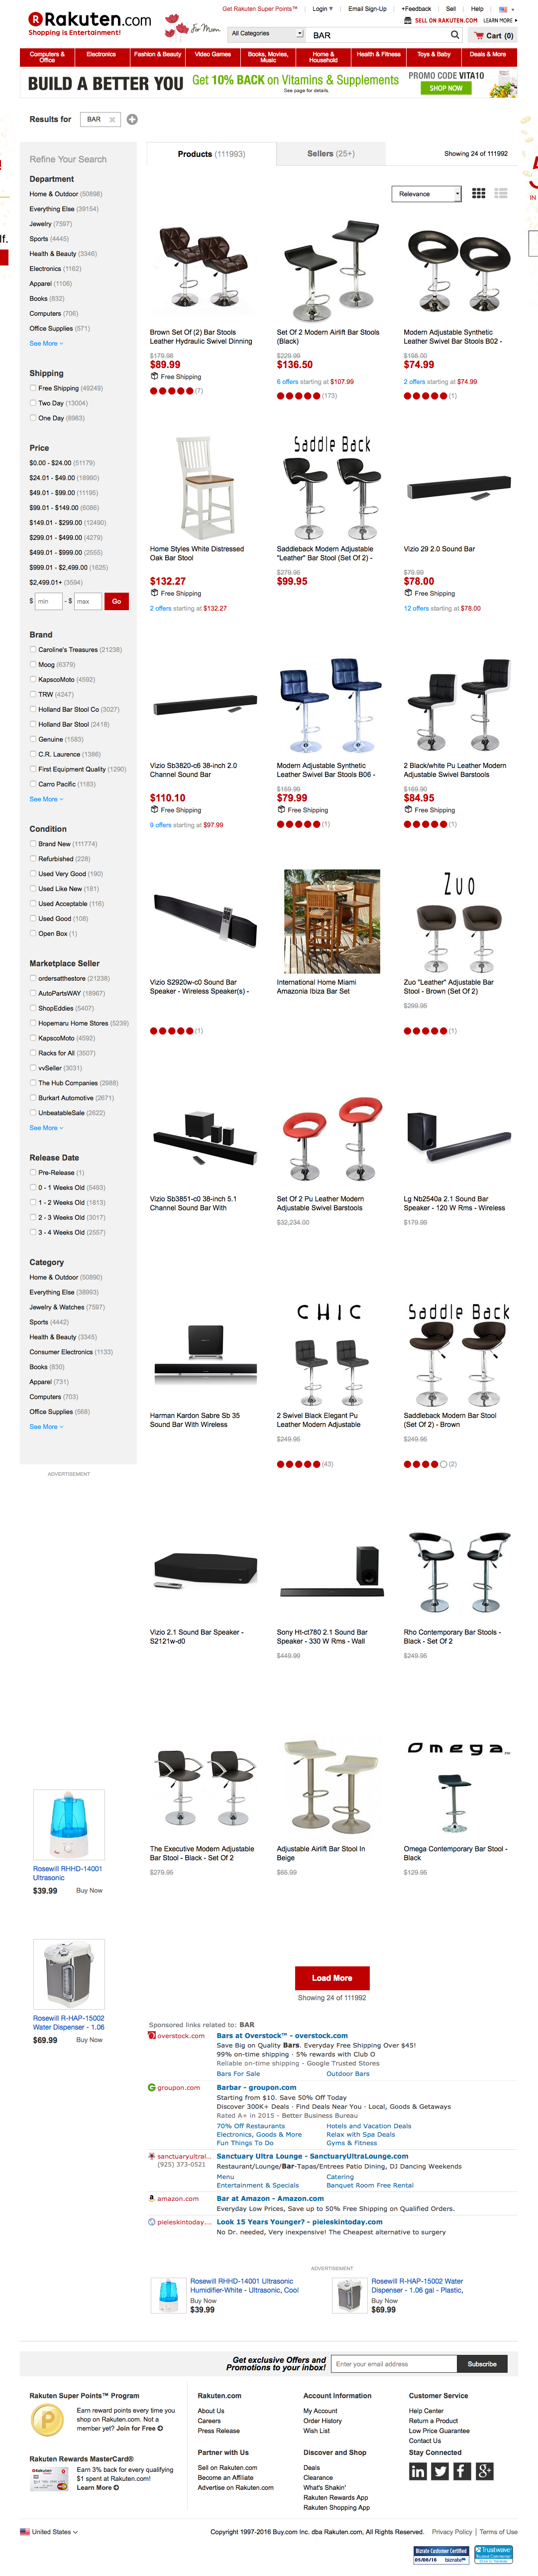 Get Rakuten Super Points™
Login
Email Sign-Up
+Feedback
Sell
Help
Rakuten.com
Shopping is Entertainment!
For Mom
SELL ON RAKUTEN.COM
LEARN MORE
All Categories
BAR
Cart (0)
Computers & Office
Electronics
Fashion & Beauty
Video Games
Books, Movies, Music
Home & Household
Health & Fitness
Toys & Baby
Deals & More
BUILD A BETTER YOU
Get 10% BACK on Vitamins & Supplements
See page for details.
PROMO CODE VITA10
SHOP NOW
Results for
BAR
Refine Your Search
Department
Home & Outdoor (50898)
Everything Else (39154)
Jewelry (7597)
Sports (4445)
Health & Beauty (3346)
Electronics (1162)
Apparel (1106)
Books (832)
Computers (706)
Office Supplies (571)
See More
Shipping
Free Shipping (49249)
Two Day (13004)
One Day (8983)
Price
$0.00 - $24.00 (51179)
$24.01 - $49.00 (18990)
$49.01 - $99.00 (11195)
$99.01 - $149.00 (6086)
$149.01 - $299.00 (12490)
$299.01 - $499.00 (4279)
$499.01 - $999.00 (2555)
$999.01 - $2,499.00 (1625)
$2,499.01+ (3594)
$ min - $ max Go
Brand
Caroline's Treasures (21238)
Moog (6379)
KapscoMoto (4592)
TRW (4247)
Holland Bar Stool Co (3027)
Holland Bar Stool (2418)
Genuine (1583)
C.R. Laurence (1386)
First Equipment Quality (1290)
Carro Pacific (1183)
See More
Condition
Brand New (111774)
Refurbished (228)
Used Very Good (190)
Used Like New (181)
Used Acceptable (116)
Used Good (108)
Open Box (1)
Marketplace Seller
ordersatthestore (21238)
AutoPartsWAY (18967)
ShopEddies (5407)
Hopemaru Home Stores (5239)
KapscoMoto (4592)
Racks for All (3507)
vvSeller (3031)
The Hub Companies (2988)
Burkart Automotive (2671)
UnbeatableSale (2622)
See More
Release Date
Pre-Release (1)
0 - 1 Weeks Old (5493)
1 - 2 Weeks Old (1813)
2 - 3 Weeks Old (3017)
3 - 4 Weeks Old (2557)
Category
Home & Outdoor (50890)
Everything Else (38993)
Jewelry & Watches (7597)
Sports (4442)
Health & Beauty (3345)
Consumer Electronics (1133)
Books (830)
Apparel (731)
Computers (703)
Office Supplies (568)
See More
ADVERTISEMENT
Rosewill RHHD-14001
Ultrasonic
$39.99 Buy Now
Rosewill R-HAP-15002
Water Dispenser - 1.06
$69.99 Buy Now
Products (111993)
Sellers (25+)
Showing 24 of 111992
Relevance
Brown Set Of (2) Bar Stools
Leather Hydraulic Swivel Dinning
$179.98
$89.99
Free Shipping
(7)
Set Of 2 Modern Airlift Bar Stools
(Black)
$229.99
$136.50
6 offers starting at $107.99
(173)
Modern Adjustable Synthetic
Leather Swivel Bar Stools B02 -
$198.00
$74.99
2 offers starting at $74.99
(1)
Home Styles White Distressed
Oak Bar Stool
$132.27
Free Shipping
2 offers starting at $132.27
Saddle Back
Saddleback Modern Adjustable
"Leather" Bar Stool (Set Of 2) -
$279.95
$99.95
Vizio 29 2.0 Sound Bar
$79.99
$78.00
Free Shipping
12 offers starting at $78.00
Vizio Sb3820-c6 38-inch 2.0
Channel Sound Bar
$110.10
Free Shipping
9 offers starting at $97.99
Modern Adjustable Synthetic
Leather Swivel Bar Stools B06 -
$159.99
$79.99
Free Shipping
(1)
2 Black/white Pu Leather Modern
Adjustable Swivel Barstools
$169.90
$84.95
Free Shipping
(1)
Vizio S2920w-c0 Sound Bar
Speaker - Wireless Speaker(s) -
(1)
International Home Miami
Amazonia Ibiza Bar Set
ZUO
Zuo "Leather" Adjustable Bar
Stool - Brown (Set Of 2)
$299.95
(1)
Vizio Sb3851-c0 38-inch 5.1
Channel Sound Bar With
Set Of 2 Pu Leather Modern
Adjustable Swivel Barstools
$32,234.00
Lg Nb2540a 2.1 Sound Bar
Speaker - 120 W Rms - Wireless
$179.99
Harman Kardon Sabre Sb 35
Sound Bar With Wireless
CHIC
2 Swivel Black Elegant Pu
Leather Modern Adjustable
$249.95
(43)
Saddle Back
Saddleback Modern Bar Stool
(Set Of 2) - Brown
$249.95
(2)
Vizio 2.1 Sound Bar Speaker -
S2121w-d0
Sony Ht-ct780 2.1 Sound Bar
Speaker - 330 W Rms - Wall
$449.99
Rho Contemporary Bar Stools -
Black - Set Of 2
$249.95
The Executive Modern Adjustable
Bar Stool - Black - Set Of 2
$279.95
Adjustable Airlift Bar Stool In
Beige
$65.99
Omega
Omega Contemporary Bar Stool -
Black
$129.95
Load More
Showing 24 of 111992
Sponsored links related to: BAR
overstock.com
Bars at Overstock™ - overstock.com
Save Big on Quality Bars. Everyday Free Shipping Over $45!
99% on-time shipping · 5% rewards with Club O
Reliable on-time shipping - Google Trusted Stores
Bars For Sale
Outdoor Bars
groupon.com
Barbar - groupon.com
Starting from $10. Save 50% Off Today
Discover 300K+ Deals · Find Deals Near You · Local, Goods & Getaways
Rated A+ in 2015 - Better Business Bureau
70% Off Restaurants
Hotels and Vacation Deals
Electronics, Goods & More
Relax with Spa Deals
Fun Things To Do
Gyms & Fitness
sanctuaryultral...
(925) 373-0521
Sanctuary Ultra Lounge - SanctuaryUltraLounge.com
Restaurant/Lounge/Bar-Tapas/Entrees Patio Dining, DJ Dancing Weekends
Menu
Catering
Entertainment & Specials
Banquet Room Free Rental
amazon.com
Bar at Amazon - Amazon.com
Everyday Low Prices, Save up to 50% Free Shipping on Qualified Orders.
pieleskintoday....
Look 15 Years Younger? - pieleskintoday.com
No Dr. needed, Very inexpensive! The Cheapest alternative to surgery
ADVERTISEMENT
Rosewill RHHD-14001 Ultrasonic
Humidifier-White - Ultrasonic, Cool
Buy Now
$39.99
Rosewill R-HAP-15002 Water
Dispenser - 1.06 gal - Plastic,
Buy Now
$69.99
Get exclusive Offers and
Promotions to your inbox!
Enter your email address
Subscribe
Rakuten Super Points™ Program
Earn reward points every time you
shop on Rakuten.com. Not a
member yet? Join for Free
Rakuten Rewards MasterCard®
Earn 3% back for every qualifying
$1 spent at Rakuten.com!
Learn More
Rakuten.com
About Us
Careers
Press Release
Partner with Us
Sell on Rakuten.com
Become an Affiliate
Advertise on Rakuten.com
Account Information
My Account
Order History
Wish List
Discover and Shop
Deals
Clearance
What's Shakin'
Rakuten Rewards App
Rakuten Shopping App
Customer Service
Help Center
Return a Product
Low Price Guarantee
Contact Us
Stay Connected
United States
Copyright 1997-2016 Buy.com Inc. dba Rakuten.com, All Rights Reserved.
Privacy Policy | Terms of Use
Bizrate Customer Certified
05/08/16 bizrate
Trustwave